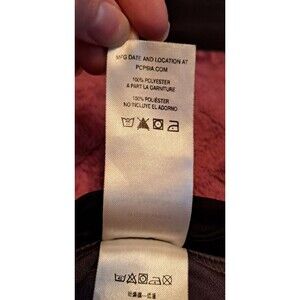 MFG DATE AND LOCATION AT
PCPSIA.COM
100% POLYESTER
À PART LA GARNITURE
100% POLIÉSTER
NO INCLUYE EL ADORNO